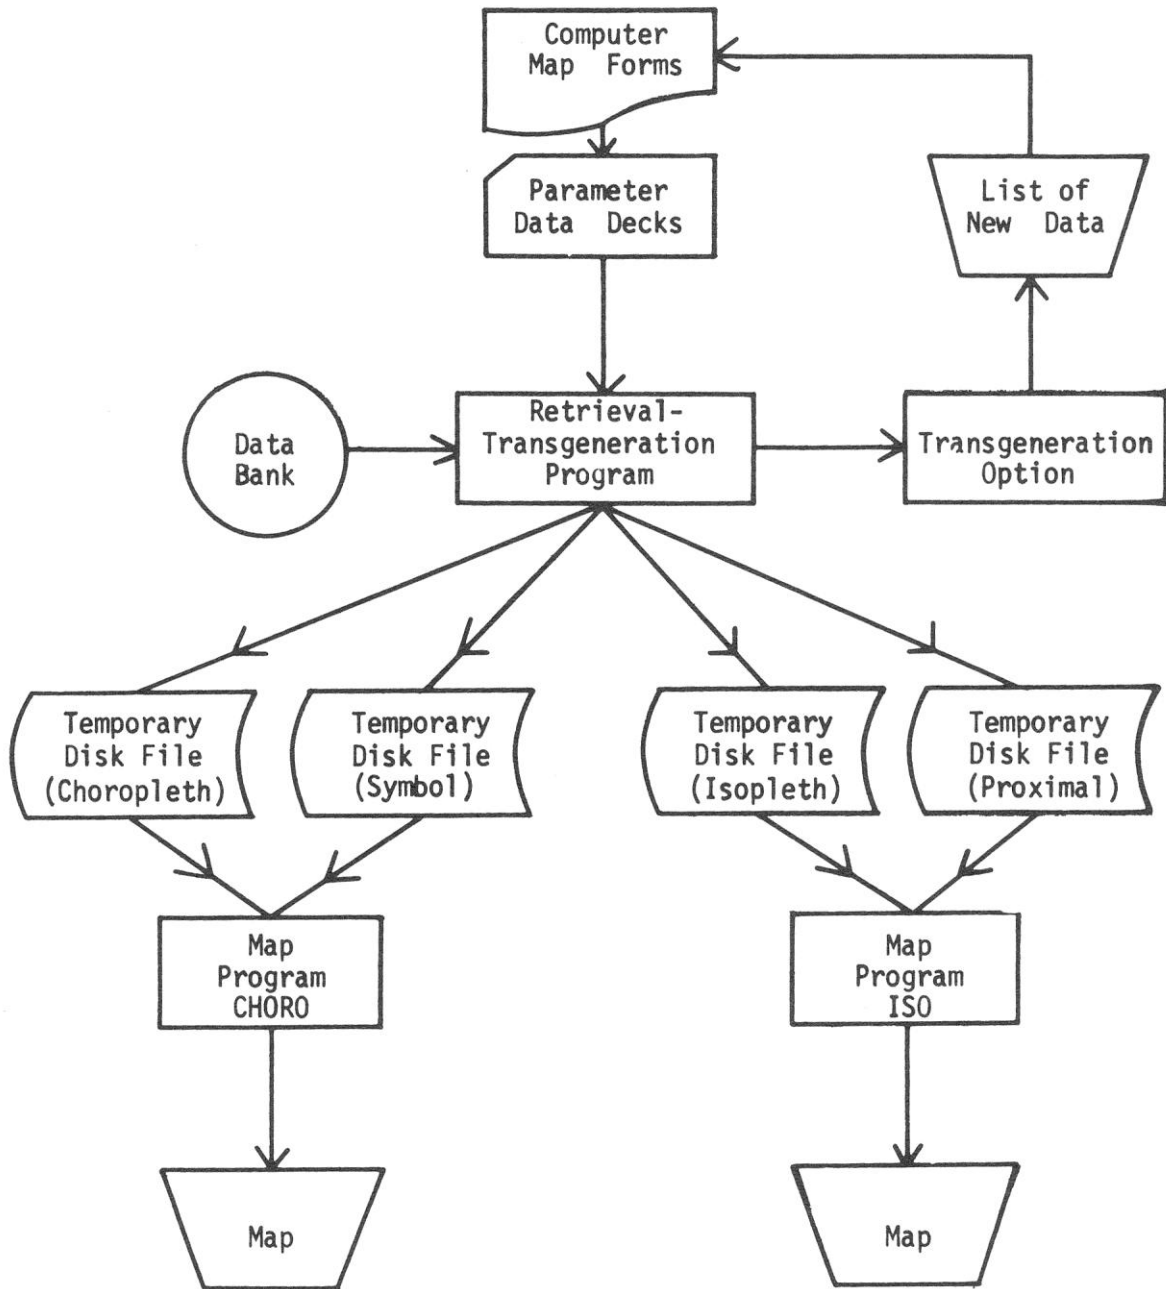 Computer
Map Forms
Parameter
Data Decks
List of
New Data
Data
Bank
Retrieval-
Transgeneration
Program
Transgeneration
Option
Temporary
Disk File
(Choropleth)
Temporary
Disk File
(Symbol)
Temporary
Disk File
(Isopleth)
Temporary
Disk File
(Proximal)
Map
Program
CHORO
Map
Program
ISO
Map
Map